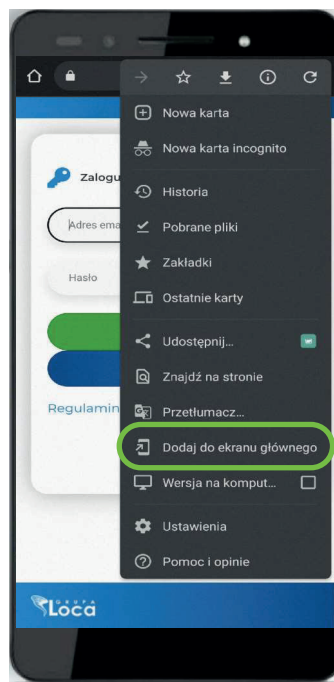 Nowa karta
Nowa karta incognito
Zalogu
Historia
Adres ema
Pobrane pliki
Zakładki
Hasło
Ostatnie karty
Udostępnij...
Znajdź na stronie
Regulamin
Przetłumacz...
Dodaj do ekranu głównego
Wersja na komput...
Ustawienia
Pomoc i opinie
GRUPA
Loca